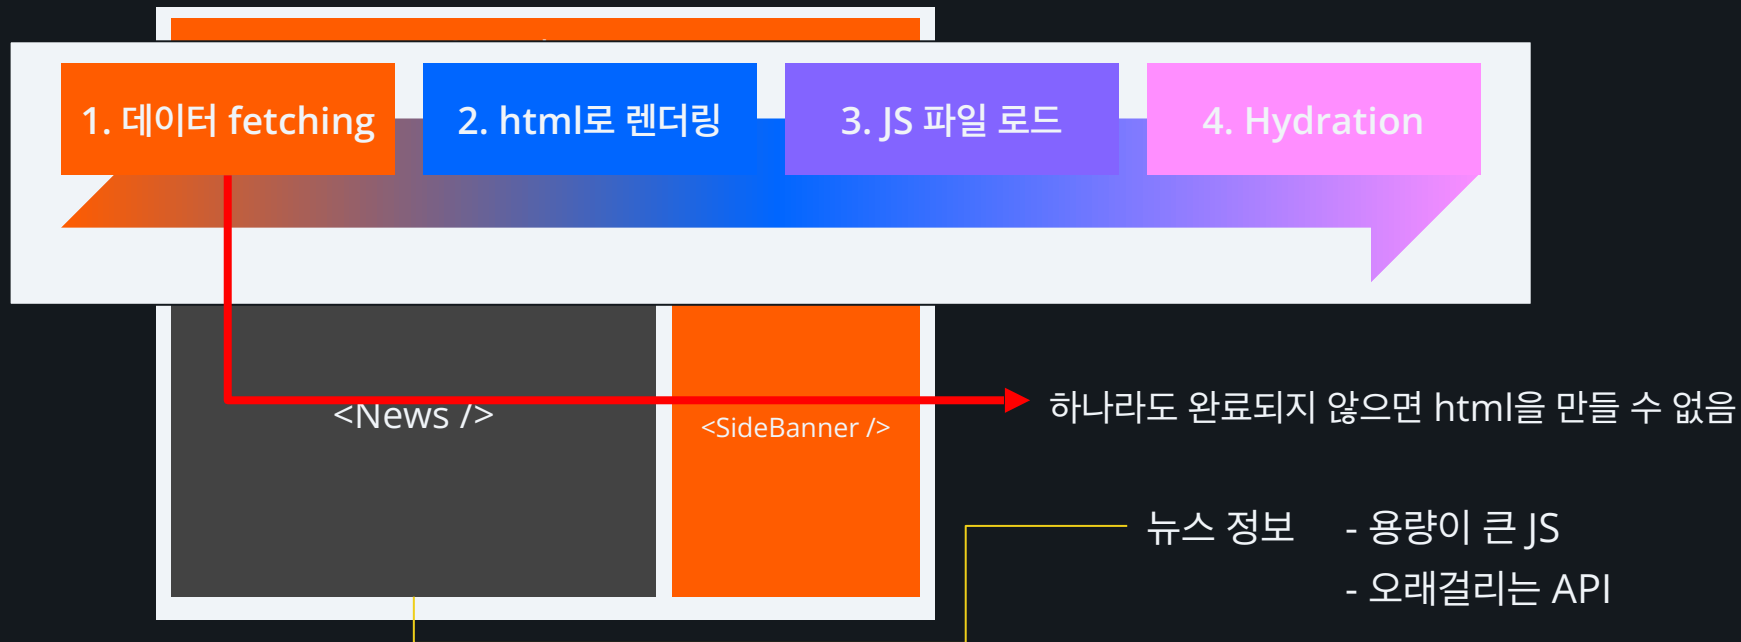 1. 데이터 fetching
2. html로 렌더링
3. JS 파일 로드
4. Hydration
<News />
<SideBanner />
하나라도 완료되지 않으면 html을 만들 수 없음
뉴스 정보 - 용량이 큰 JS
- 오래걸리는 API